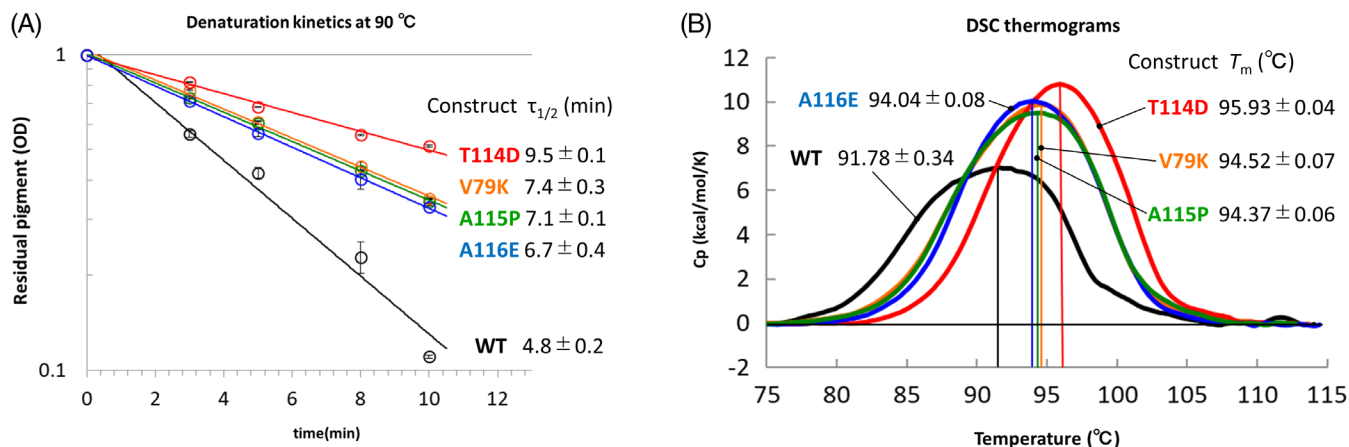 (A)
Denaturation kinetics at 90 ℃
1
0.1
Residual pigment (OD)
0 2 4 6 8 10 12
time(min)
Construct τ1/2 (min)
T114D 9.5 ± 0.1
V79K 7.4 ± 0.3
A115P 7.1 ± 0.1
A116E 6.7 ± 0.4
WT 4.8 ± 0.2
(B)
DSC thermograms
12
10
8
6
4
2
0
-2
Cp (kcal/mol/K)
75 80 85 90 95 100 105 110 115
Temperature (℃)
Construct Tm (℃)
A116E 94.04 ± 0.08
T114D 95.93 ± 0.04
WT 91.78 ± 0.34
V79K 94.52 ± 0.07
A115P 94.37 ± 0.06